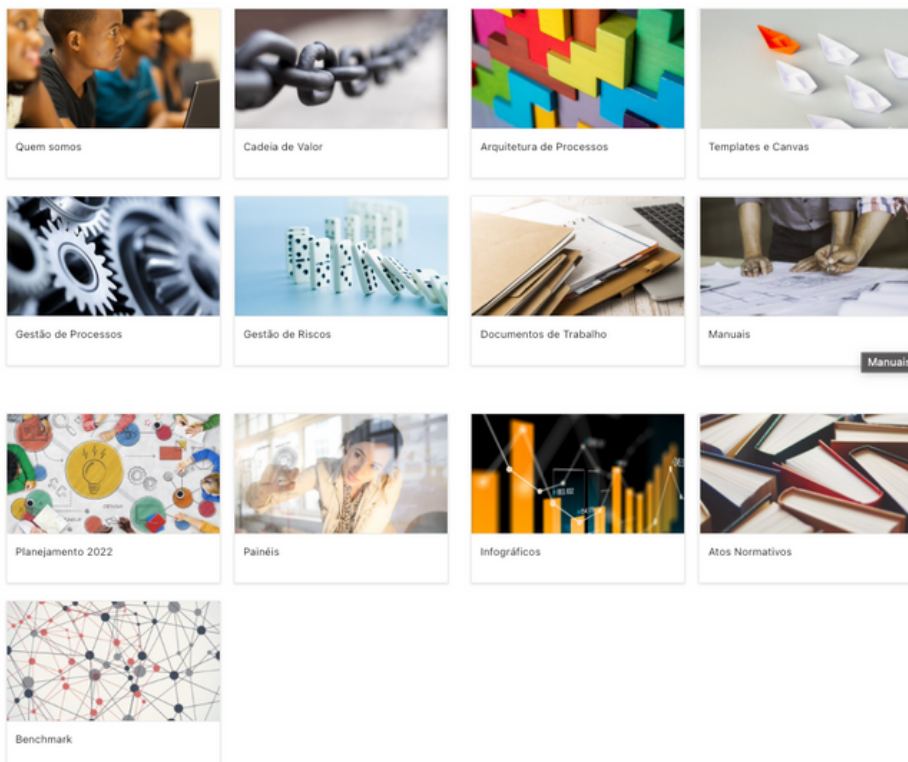 Quem somos
Cadeia de Valor
Arquitetura de Processos
Templates e Canvas
Gestão de Processos
Gestão de Riscos
Documentos de Trabalho
Manuais
Manuais
Planejamento 2022
Painéis
Infográficos
Atos Normativos
Benchmark